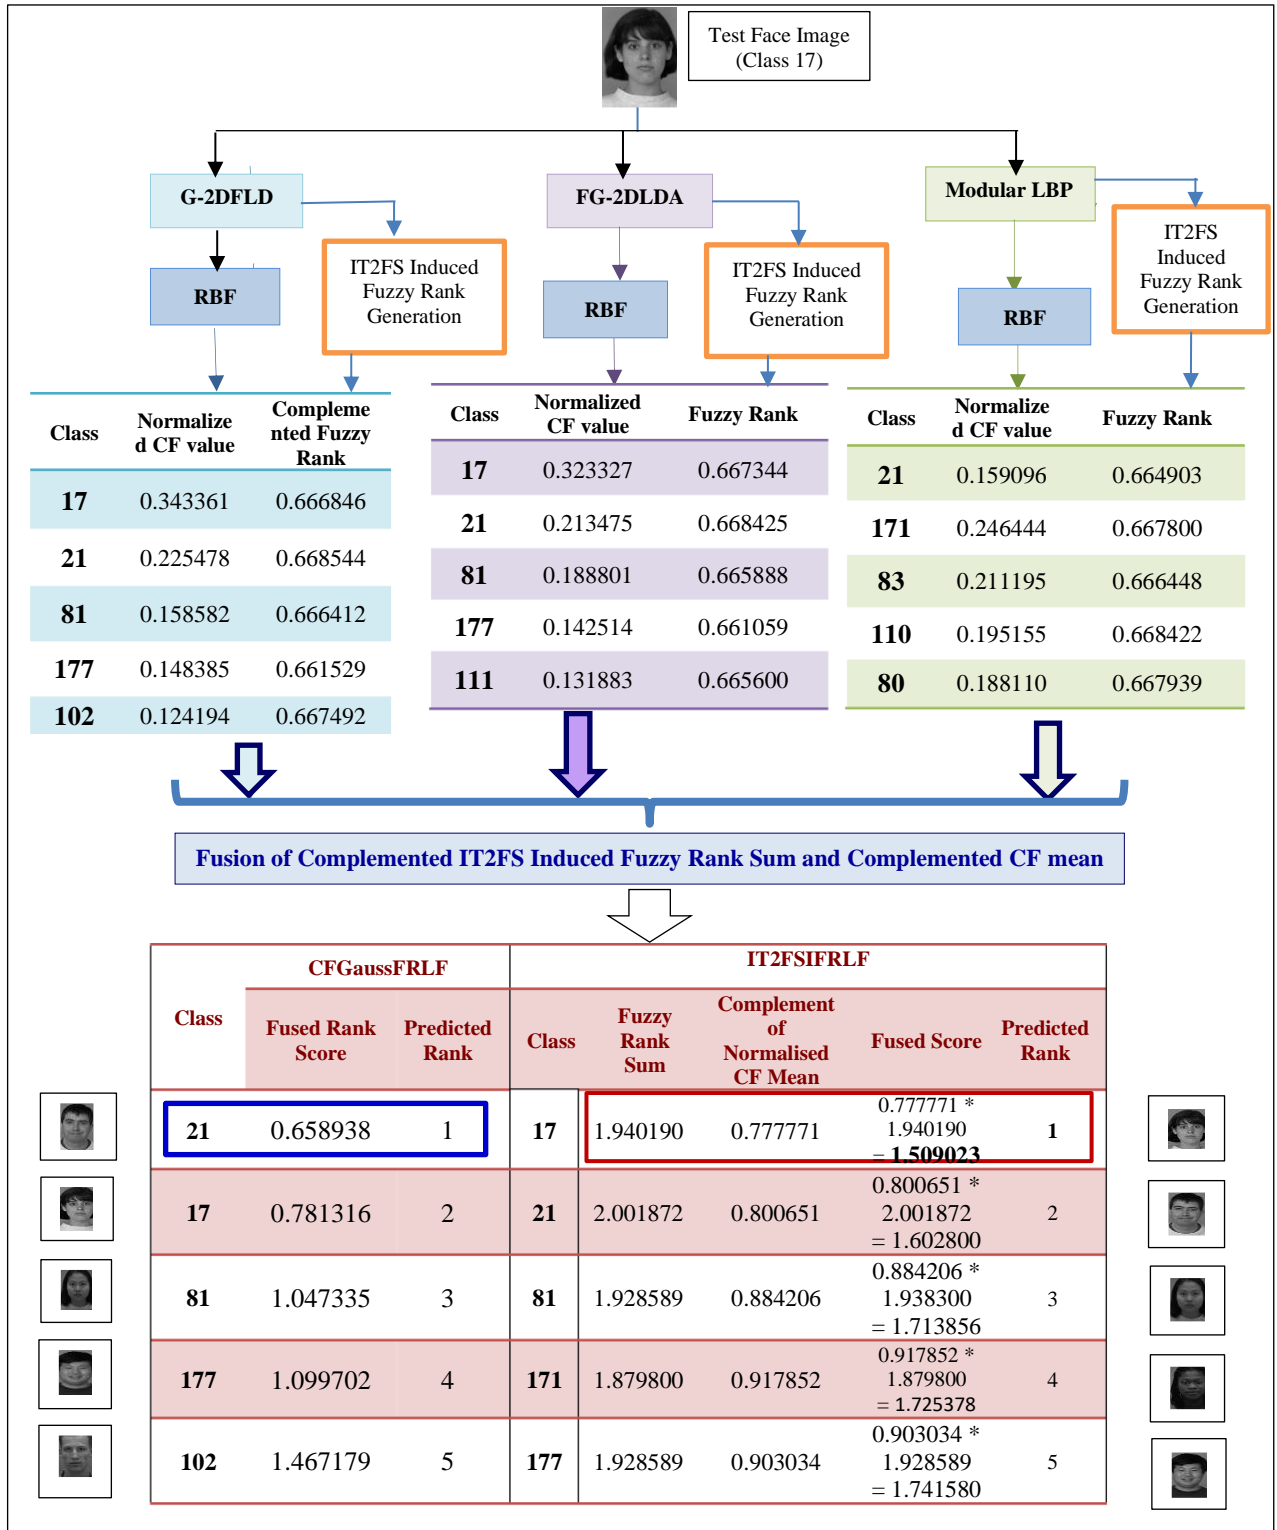 Test Face Image
(Class 17)
G-2DFLD
FG-2DLDA
Modular LBP
IT2FS Induced
Fuzzy Rank
Generation
IT2FS Induced
Fuzzy Rank
Generation
IT2FS
Induced
Fuzzy Rank
Generation
RBF
RBF
RBF
Class
Normalize
d CF value
Compleme
nted Fuzzy
Rank
17 0.343361 0.666846
21 0.225478 0.668544
81 0.158582 0.666412
177 0.148385 0.661529
102 0.124194 0.667492
Class
Normalized
CF value
Fuzzy Rank
17 0.323327 0.667344
21 0.213475 0.668425
81 0.188801 0.665888
177 0.142514 0.661059
111 0.131883 0.665600
Class
Normalize
d CF value
Fuzzy Rank
21 0.159096 0.664903
171 0.246444 0.667800
83 0.211195 0.666448
110 0.195155 0.668422
80 0.188110 0.667939
Fusion of Complemented IT2FS Induced Fuzzy Rank Sum and Complemented CF mean
Class
CFGaussFRLF
Fused Rank
Score
Predicted
Rank
IT2FSIFRLF
Class
Fuzzy
Rank
Sum
Complement
of
Normalised
CF Mean
Fused Score
Predicted
Rank
21 0.658938 1
17 1.940190 0.777771
0.777771 *
1.940190
= 1.509023
1
17 0.781316 2
21 2.001872 0.800651
0.800651 *
2.001872
= 1.602800
2
81 1.047335 3
81 1.928589 0.884206
0.884206 *
1.938300
= 1.713856
3
177 1.099702 4
171 1.879800 0.917852
0.917852 *
1.879800
= 1.725378
4
102 1.467179 5
177 1.928589 0.903034
0.903034 *
1.928589
= 1.741580
5